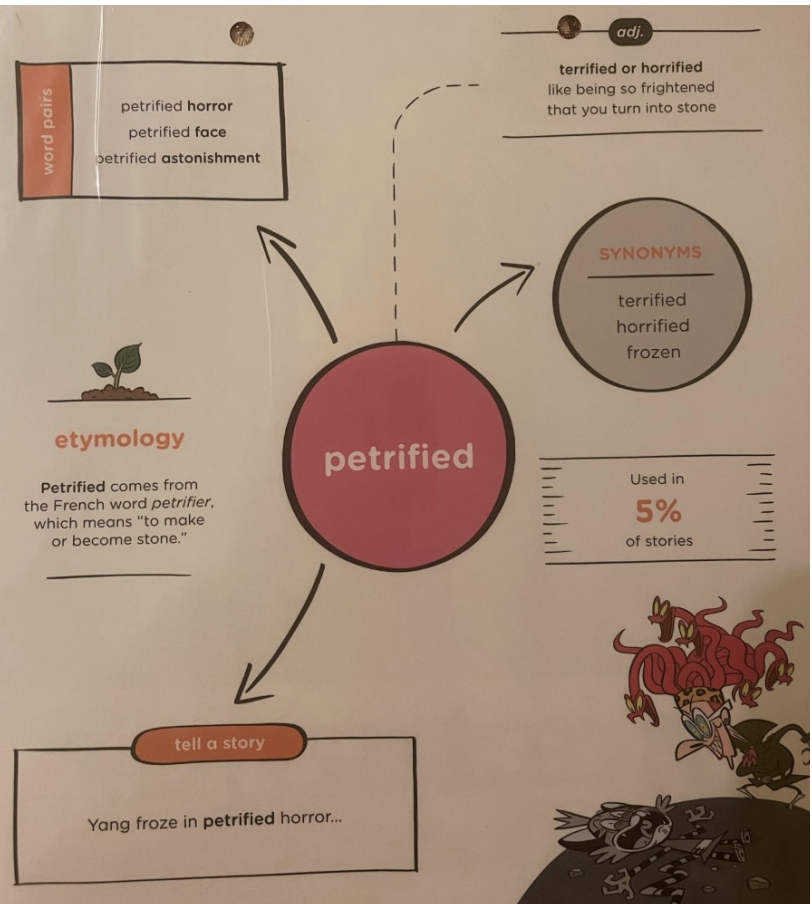 adj.
terrified or horrified
like being so frightened
that you turn into stone
word pairs
petrified horror
petrified face
petrified astonishment
SYNONYMS
terrified
horrified
frozen
etymology
Petrified comes from
the French word petrifier,
which means “to make
or become stone.”
petrified
Used in
5%
of stories
tell a story
Yang froze in petrified horror...